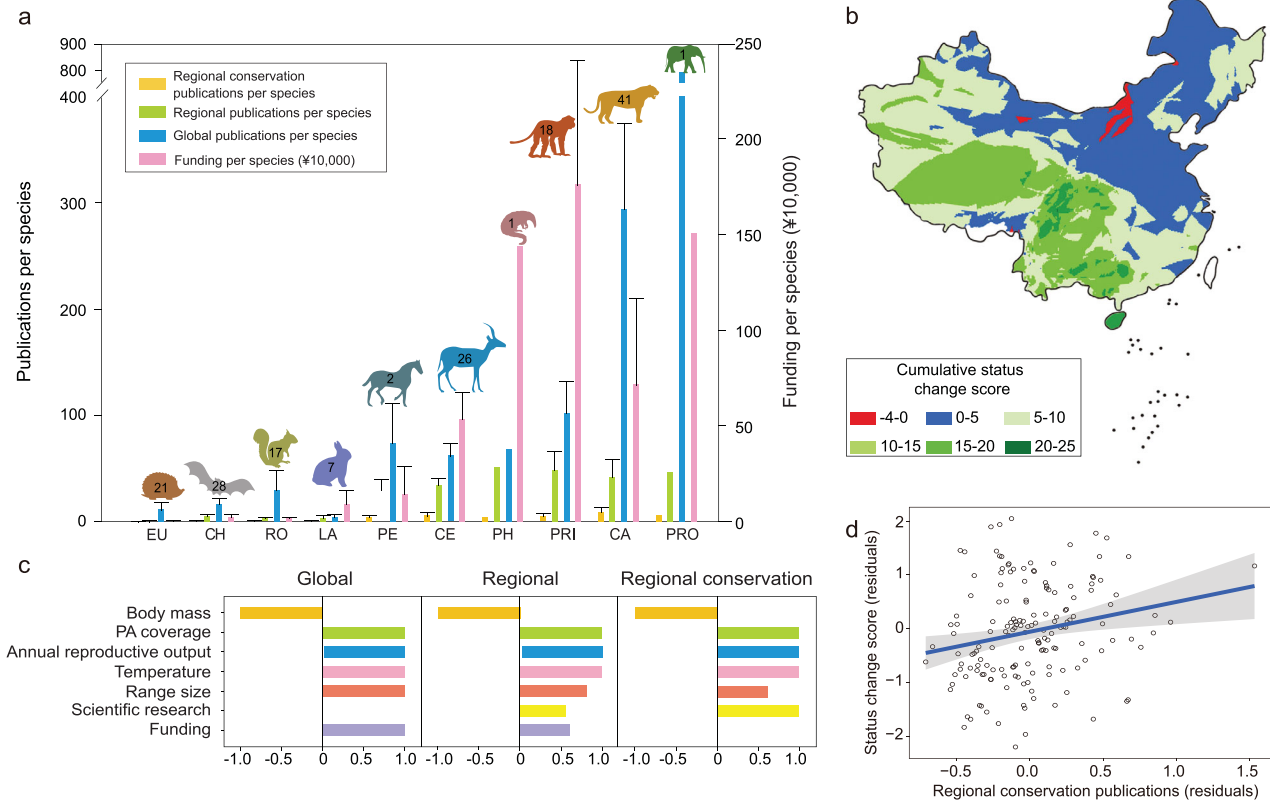 a
900
800
400
300
200
100
0
Publications per species
Regional conservation
publications per species
Regional publications per species
Global publications per species
Funding per species (¥10,000)
21
28
17
7
2
26
1
18
41
1
EU
CH
RO
LA
PE
CE
PH
PRI
CA
PRO
250
200
150
100
50
0
Funding per species (¥10,000)
b
Cumulative status
change score
-4-0
0-5
5-10
10-15
15-20
20-25
c
Global
Regional
Regional conservation
Body mass
PA coverage
Annual reproductive output
Temperature
Range size
Scientific research
Funding
-1.0 -0.5 0 0.5 1.0
-1.0 -0.5 0 0.5 1.0
-1.0 -0.5 0 0.5 1.0
d
2
1
0
−1
−2
Status change score (residuals)
−0.5 0.0 0.5 1.0 1.5
Regional conservation publications (residuals)